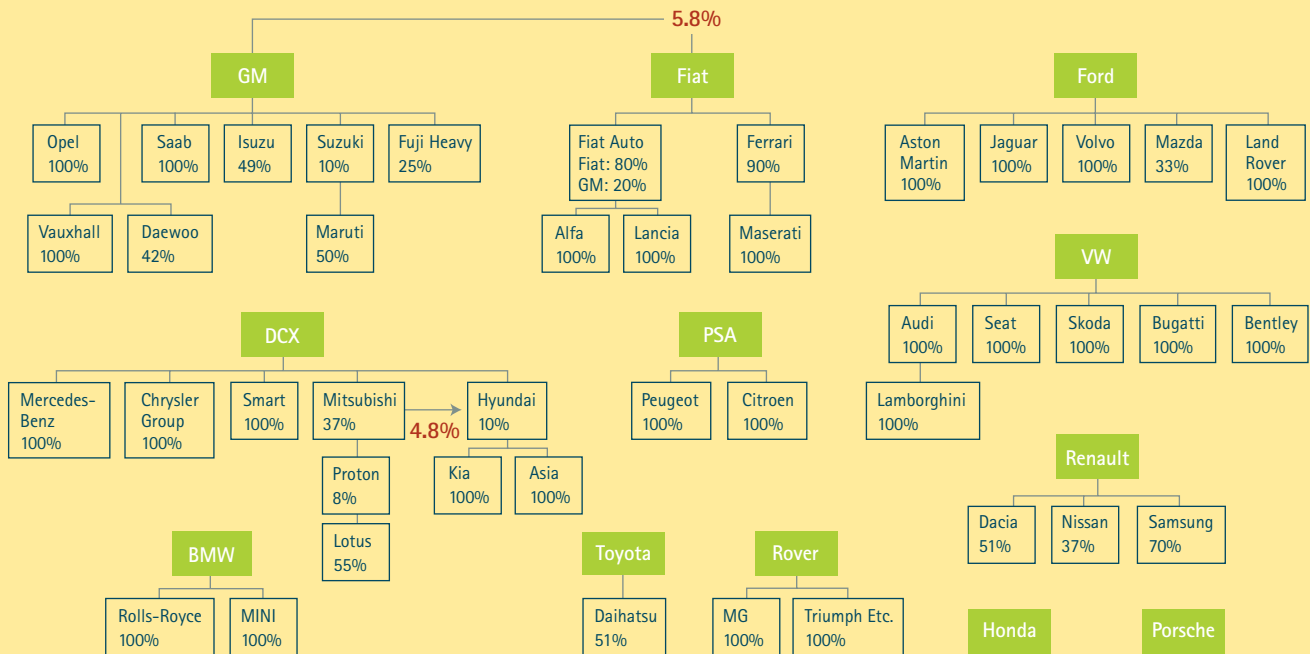 5.8%
GM
Opel
100%
Saab
100%
Isuzu
49%
Suzuki
10%
Fuji Heavy
25%
Vauxhall
100%
Daewoo
42%
Maruti
50%
Fiat
Fiat Auto
Fiat: 80%
GM: 20%
Ferrari
90%
Alfa
100%
Lancia
100%
Maserati
100%
Ford
Aston
Martin
100%
Jaguar
100%
Volvo
100%
Mazda
33%
Land
Rover
100%
VW
Audi
100%
Seat
100%
Skoda
100%
Bugatti
100%
Bentley
100%
Lamborghini
100%
DCX
Mercedes-
Benz
100%
Chrysler
Group
100%
Smart
100%
Mitsubishi
37%
4.8%
Hyundai
10%
Proton
8%
Lotus
55%
Kia
100%
Asia
100%
PSA
Peugeot
100%
Citroen
100%
Renault
Dacia
51%
Nissan
37%
Samsung
70%
BMW
Rolls-Royce
100%
MINI
100%
Toyota
Daihatsu
51%
Rover
MG
100%
Triumph Etc.
100%
Honda
Porsche